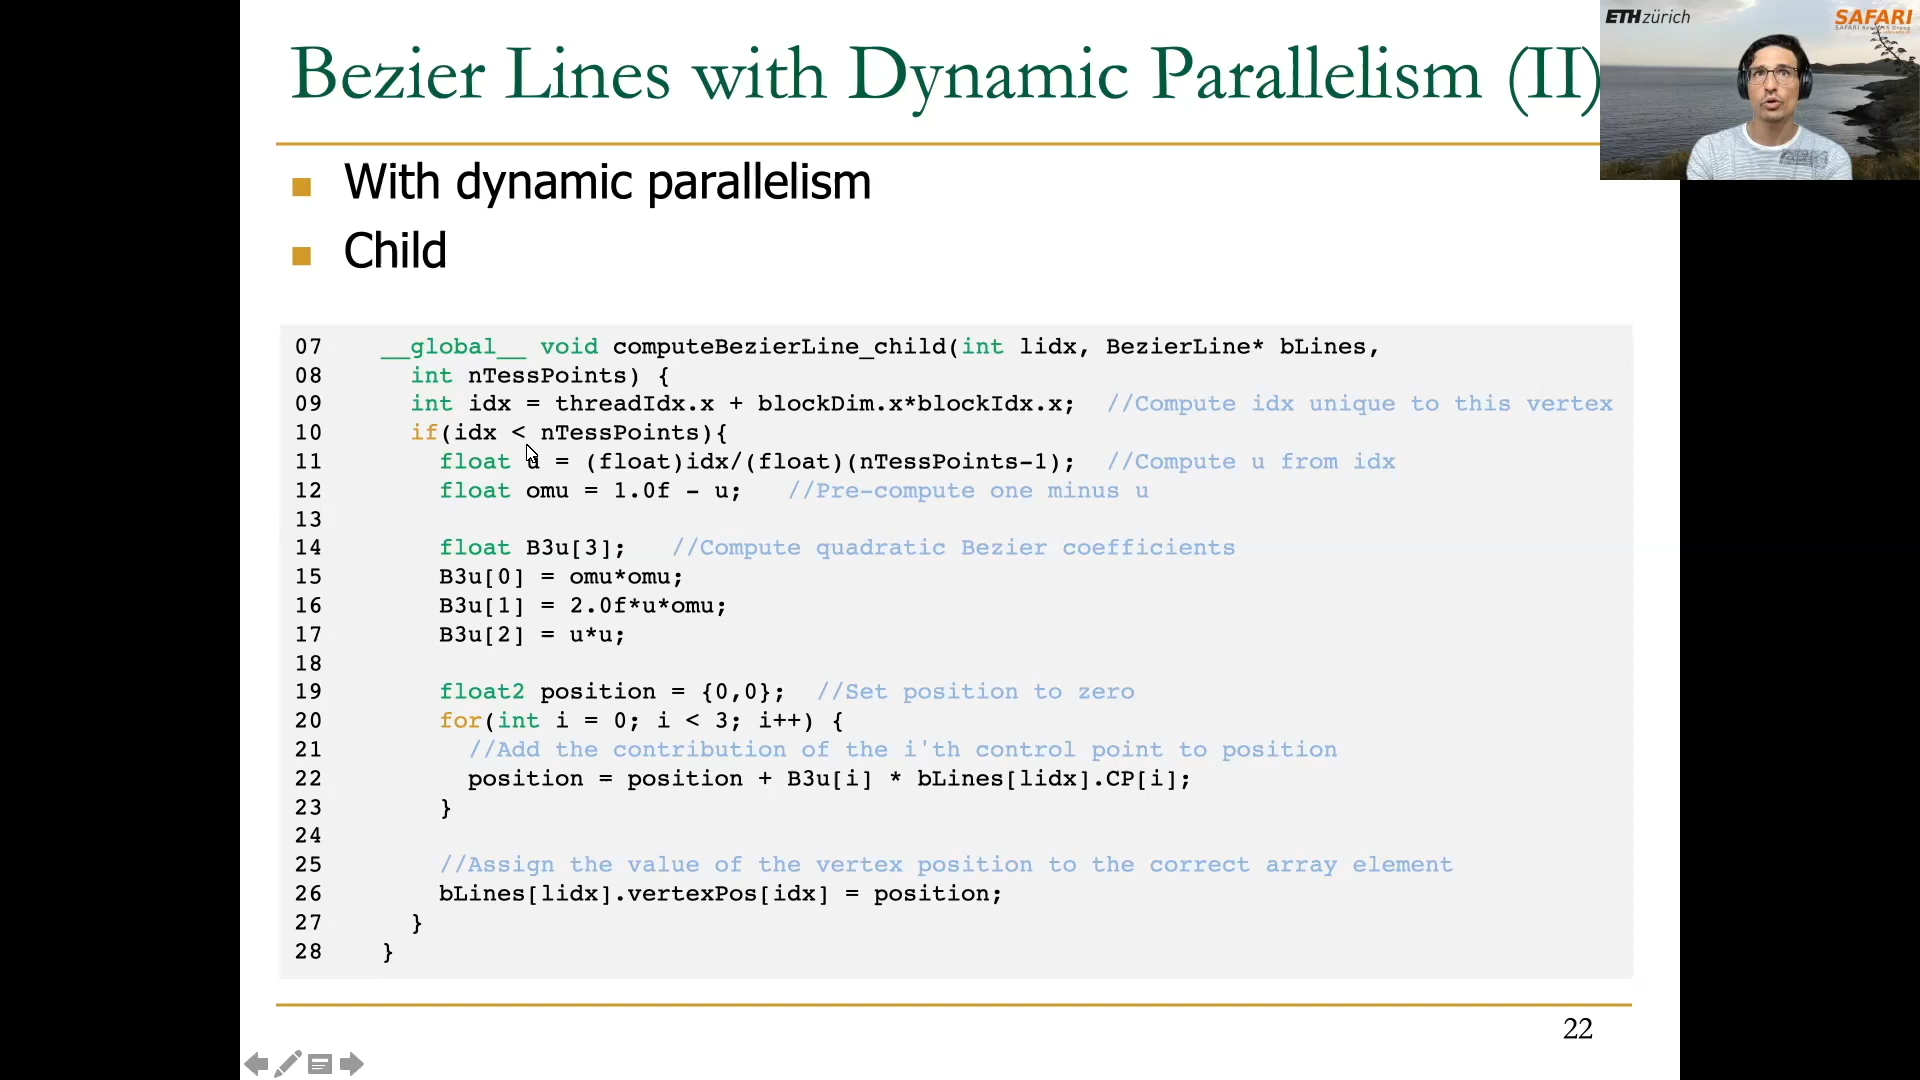 Bezier Lines with Dynamic Parallelism (II)
ETH zürich
SAFARI
With dynamic parallelism
Child
07 __global__ void computeBezierLine_child(int lidx, BezierLine* bLines,
08 int nTessPoints) {
09 int idx = threadIdx.x + blockDim.x*blockIdx.x; //Compute idx unique to this vertex
10 if(idx < nTessPoints){
11 float u = (float)idx/(float)(nTessPoints-1); //Compute u from idx
12 float omu = 1.0f - u; //Pre-compute one minus u
13
14 float B3u[3]; //Compute quadratic Bezier coefficients
15 B3u[0] = omu*omu;
16 B3u[1] = 2.0f*u*omu;
17 B3u[2] = u*u;
18
19 float2 position = {0,0}; //Set position to zero
20 for(int i = 0; i < 3; i++) {
21 //Add the contribution of the i'th control point to position
22 position = position + B3u[i] * bLines[lidx].CP[i];
23 }
24
25 //Assign the value of the vertex position to the correct array element
26 bLines[lidx].vertexPos[idx] = position;
27 }
28 }
22